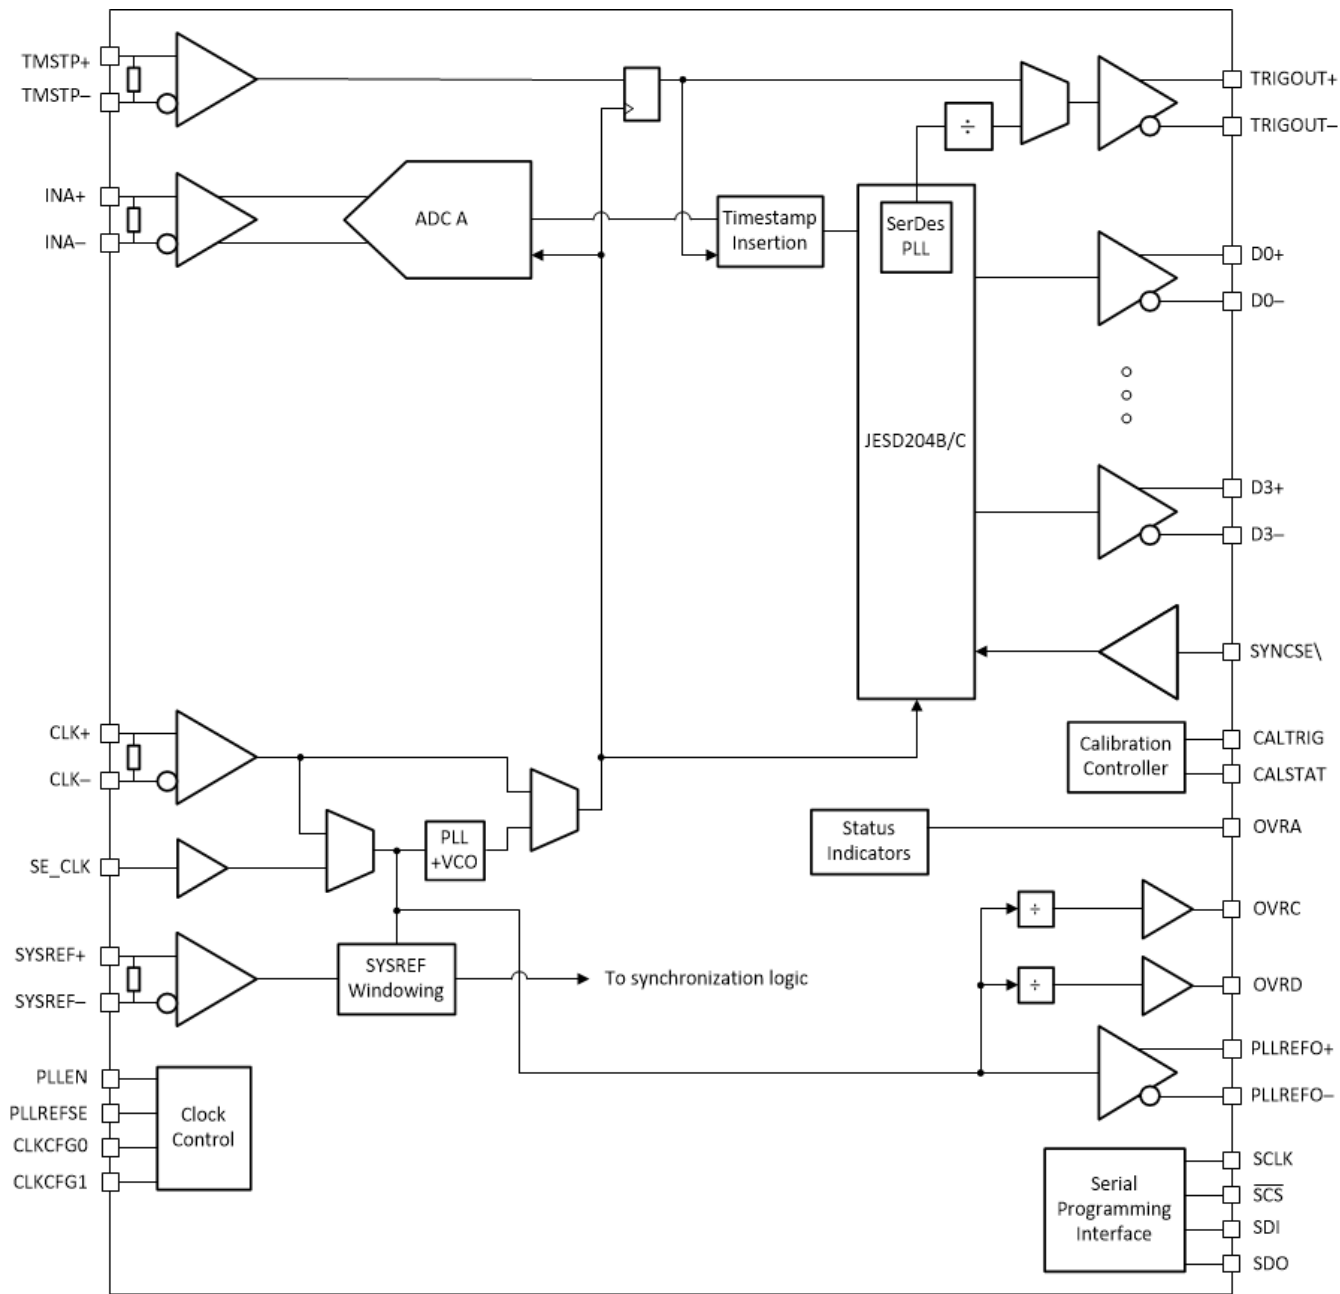 TMSTP+
TMSTP–
TRIGOUT+
TRIGOUT–
÷
INA+
INA–
ADC A
Timestamp
Insertion
SerDes
PLL
D0+
D0–
JESD204B/C
D3+
D3–
SYNCSE\
CLK+
CLK–
Calibration
Controller
CALTRIG
CALSTAT
SE_CLK
PLL
+VCO
Status
Indicators
OVRA
÷
OVRC
SYSREF+
SYSREF–
SYSREF
Windowing
To synchronization logic
÷
OVRD
PLLREFO+
PLLREFO–
PLLEN
PLLREFSE
CLKCFG0
CLKCFG1
Clock
Control
Serial
Programming
Interface
SCLK
SCS
SDI
SDO